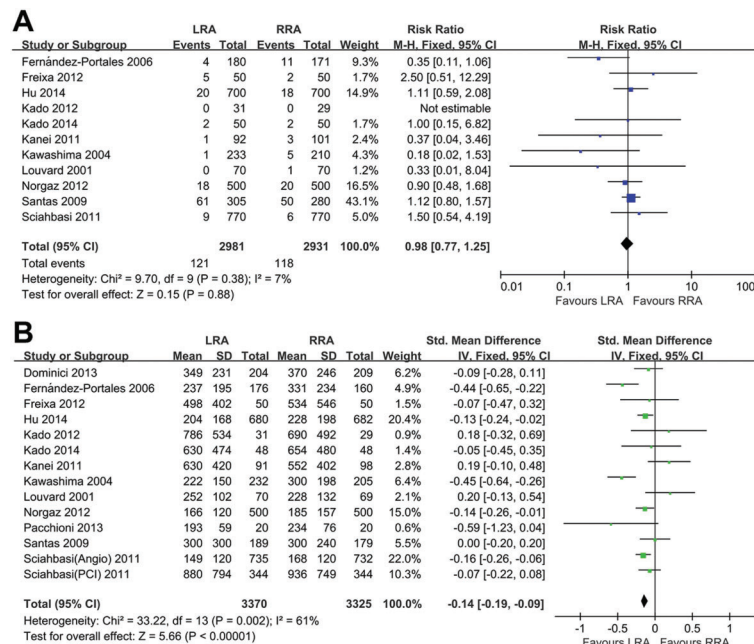 A
LRA RRA Risk Ratio Risk Ratio
Study or Subgroup Events Total Events Total Weight M-H, Fixed, 95% CI M-H, Fixed, 95% CI
Fernández-Portales 2006 4 180 11 171 9.3% 0.35 [0.11, 1.06]
Freixa 2012 5 50 2 50 1.7% 2.50 [0.51, 12.29]
Hu 2014 20 700 18 700 14.9% 1.11 [0.59, 2.08]
Kado 2012 0 31 0 29 Not estimable
Kado 2014 2 50 2 50 1.7% 1.00 [0.15, 6.82]
Kanei 2011 1 92 3 101 2.4% 0.37 [0.04, 3.46]
Kawashima 2004 1 233 5 210 4.3% 0.18 [0.02, 1.53]
Louvard 2001 0 70 1 70 1.2% 0.33 [0.01, 8.04]
Norgaz 2012 18 500 20 500 16.5% 0.90 [0.48, 1.68]
Santas 2009 61 305 50 280 43.1% 1.12 [0.80, 1.57]
Sciahbasi 2011 9 770 6 770 5.0% 1.50 [0.54, 4.19]
Total (95% CI) 2981 2931 100.0% 0.98 [0.77, 1.25]
Total events 121 118
Heterogeneity: Chi² = 9.70, df = 9 (P = 0.38); I² = 7%
Test for overall effect: Z = 0.15 (P = 0.88)
0.01 0.1 1 10 100
Favours LRA Favours RRA
B
LRA RRA Std. Mean Difference Std. Mean Difference
Study or Subgroup Mean SD Total Mean SD Total Weight IV, Fixed, 95% CI IV, Fixed, 95% CI
Dominici 2013 349 231 204 370 246 209 6.2% -0.09 [-0.28, 0.11]
Fernández-Portales 2006 237 195 176 331 234 160 4.9% -0.44 [-0.65, -0.22]
Freixa 2012 498 402 50 534 546 50 1.5% -0.07 [-0.47, 0.32]
Hu 2014 204 168 680 228 198 682 20.4% -0.13 [-0.24, -0.02]
Kado 2012 786 534 31 690 492 29 0.9% 0.18 [-0.32, 0.69]
Kado 2014 630 474 48 654 480 48 1.4% -0.05 [-0.45, 0.35]
Kanei 2011 630 420 91 552 402 98 2.8% 0.19 [-0.10, 0.48]
Kawashima 2004 222 150 232 300 198 205 6.4% -0.45 [-0.64, -0.26]
Louvard 2001 252 102 70 228 132 69 2.1% 0.20 [-0.13, 0.54]
Norgaz 2012 166 120 500 185 157 500 15.0% -0.14 [-0.26, -0.01]
Pacchioni 2013 193 59 20 234 76 20 0.6% -0.59 [-1.23, 0.04]
Santas 2009 300 300 189 300 240 179 5.5% 0.00 [-0.20, 0.20]
Sciahbasi(Angio) 2011 149 120 735 168 120 732 22.0% -0.16 [-0.26, -0.06]
Sciahbasi(PCI) 2011 880 794 344 936 749 344 10.3% -0.07 [-0.22, 0.08]
Total (95% CI) 3370 3325 100.0% -0.14 [-0.19, -0.09]
Heterogeneity: Chi² = 33.22, df = 13 (P = 0.002); I² = 61%
Test for overall effect: Z = 5.66 (P < 0.00001)
-1 -0.5 0 0.5 1
Favours LRA Favours RRA